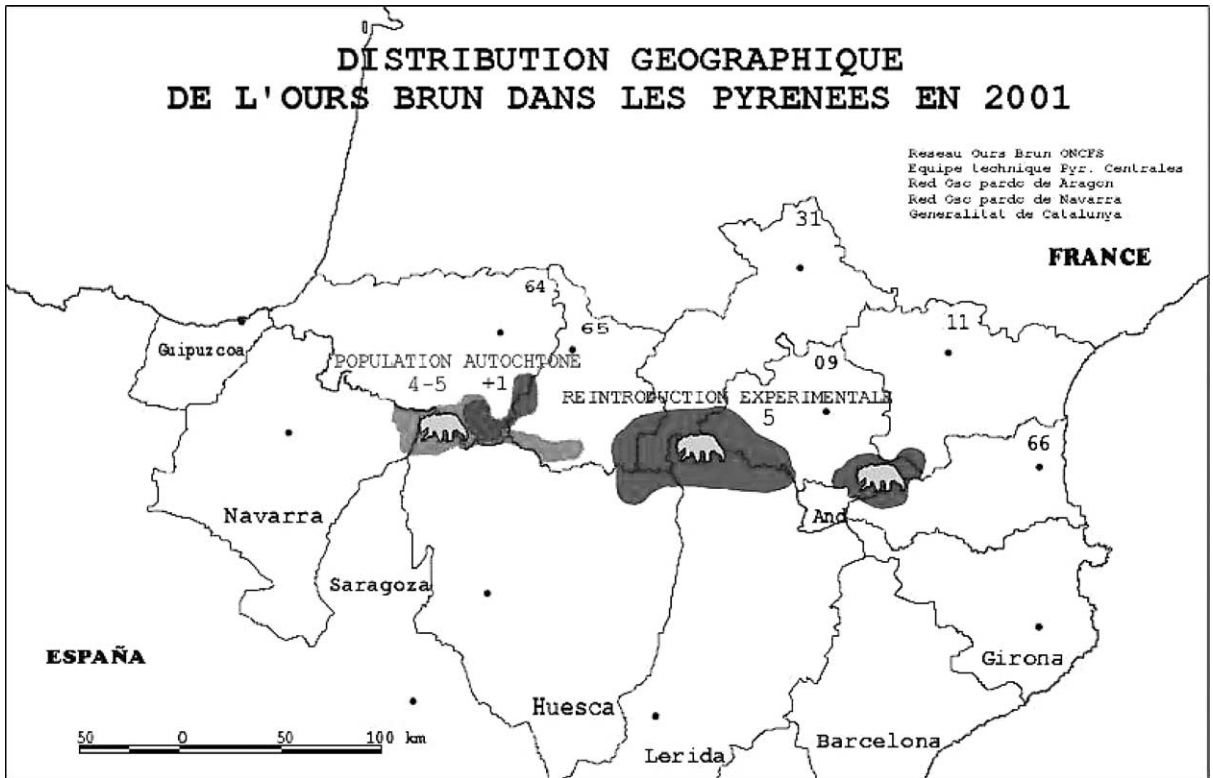 DISTRIBUTION GEOGRAPHIQUE
DE L'OURS BRUN DANS LES PYRENEES EN 2001
Reseau Ours Brun ONCFS
Equipe technique Pyr. Centrales
Red Oso pardo de Aragon
Red Oso pardo de Navarra
Generalitat de Catalunya
31
FRANCE
64
65
11
Guipuzcoa
POPULATION AUTOCHTONE
09
4-5 +1
REINTRODUCTION EXPERIMENTALE
5
66
Navarra
And
Saragoza
ESPAÑA
Girona
Huesca
Barcelona
Lerida
50 0 50 100 km